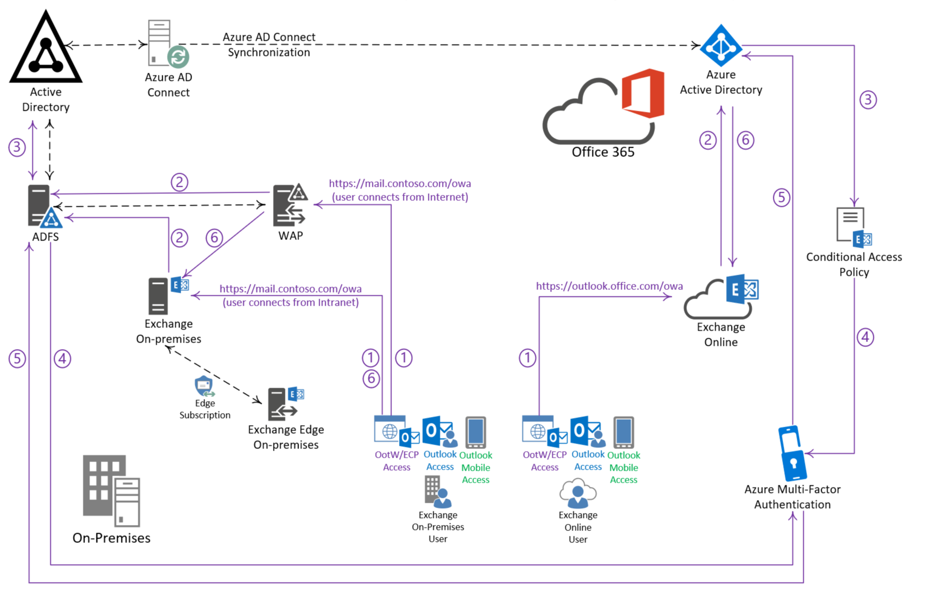 Azure AD Connect
Synchronization
Azure AD
Connect
Active
Directory
Azure
Active Directory
Office 365
3
3
2
6
2
https://mail.contoso.com/owa
(user connects from Internet)
5
ADFS
WAP
2
6
Conditional Access
Policy
https://mail.contoso.com/owa
(user connects from Intranet)
https://outlook.office.com/owa
E
E
E
Exchange
On-premises
Exchange
Online
4
5
4
1
1
1
6
Edge
Subscription
E
Exchange Edge
On-premises
OotW/ECP
Access
Outlook
Access
Outlook
Mobile
Access
OotW/ECP
Access
Outlook
Access
Outlook
Mobile
Access
Azure Multi-Factor
Authentication
Exchange
On-Premises
User
Exchange
Online
User
On-Premises